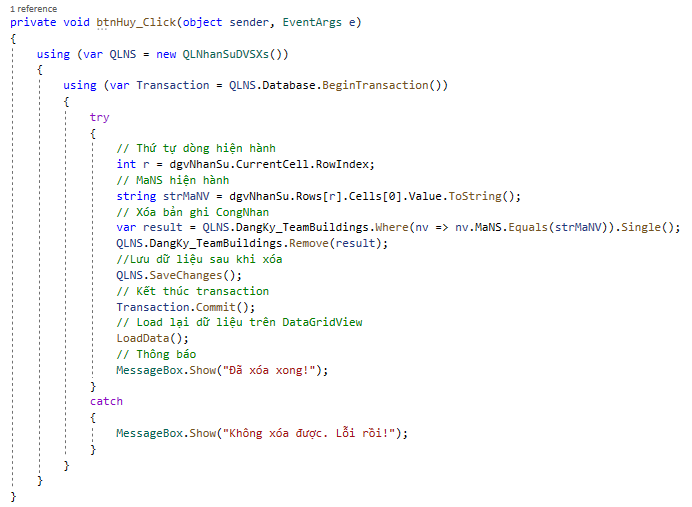 1 reference
private void btnHuy_Click(object sender, EventArgs e)
{
using (var QLNS = new QLNhanSuDVSXs())
{
using (var Transaction = QLNS.Database.BeginTransaction())
{
try
{
// Thứ tự dòng hiện hành
int r = dgvNhanSu.CurrentCell.RowIndex;
// MaNS hiện hành
string strMaNV = dgvNhanSu.Rows[r].Cells[0].Value.ToString();
// Xóa bản ghi CongNhan
var result = QLNS.DangKy_TeamBuildings.Where(nv => nv.MaNS.Equals(strMaNV)).Single();
QLNS.DangKy_TeamBuildings.Remove(result);
//Lưu dữ liệu sau khi xóa
QLNS.SaveChanges();
// Kết thúc transaction
Transaction.Commit();
// Load lại dữ liệu trên DataGridView
LoadData();
// Thông báo
MessageBox.Show("Đã xóa xong!");
}
catch
{
MessageBox.Show("Không xóa được. Lỗi rồi!");
}
}
}
}